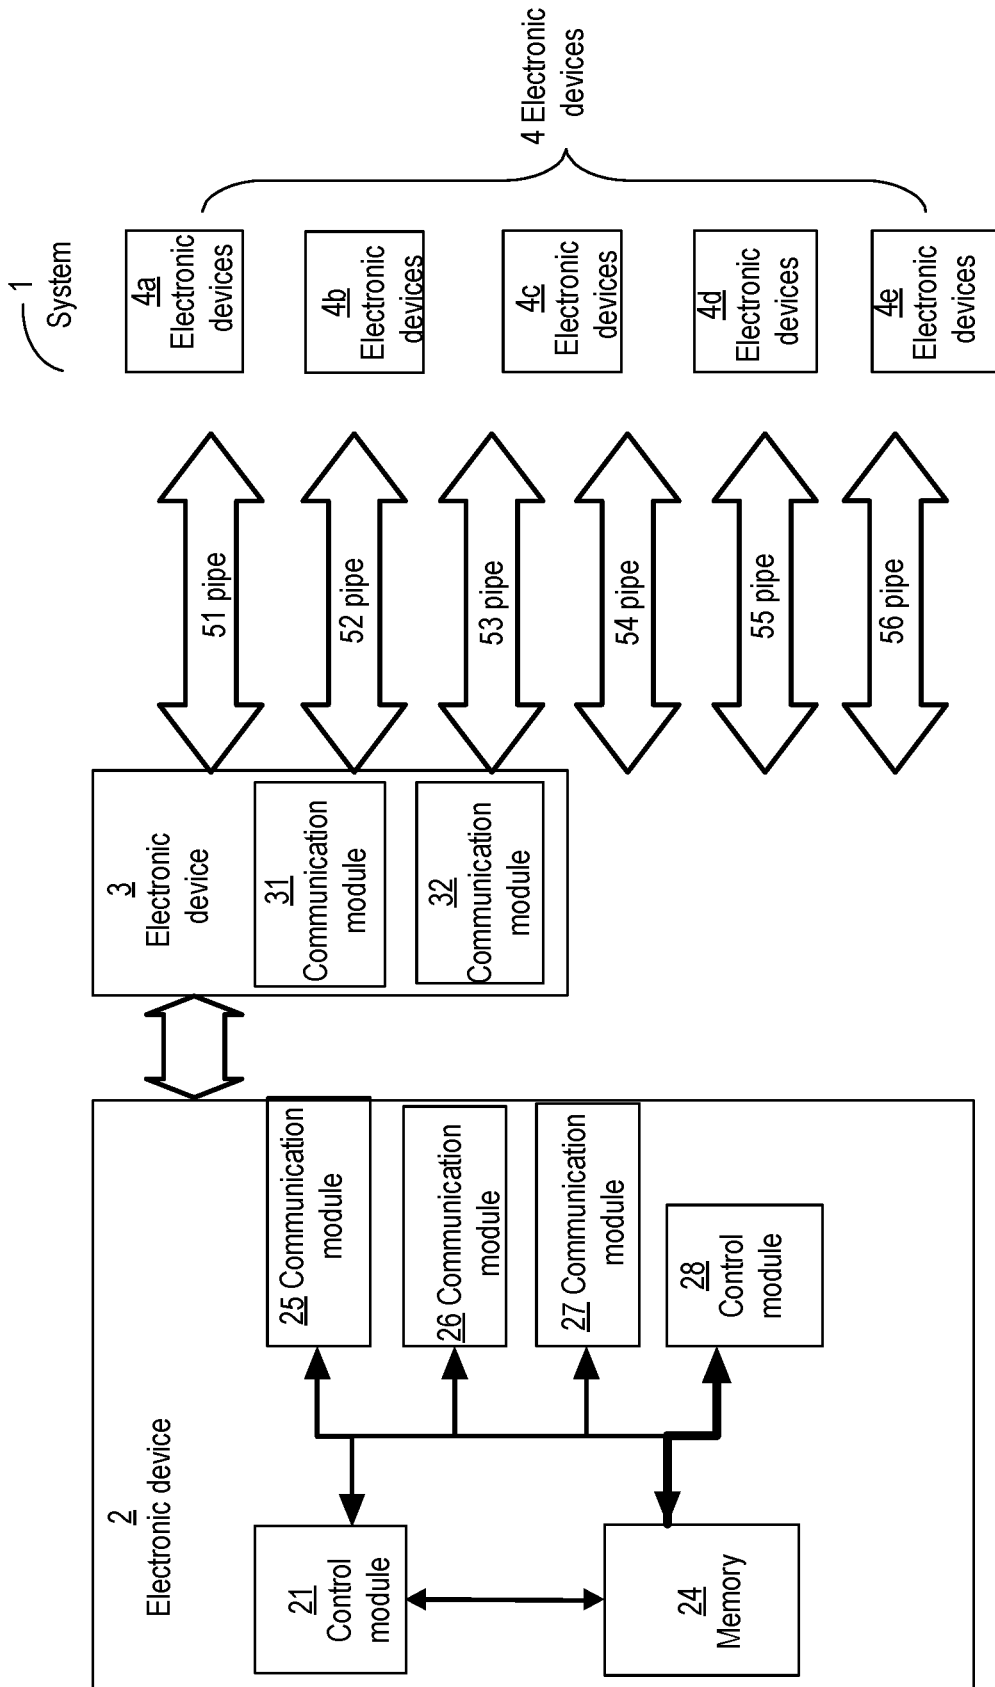 1
System
2
Electronic device
21
Control
module
24
Memory
25 Communication
module
26 Communication
module
27 Communication
module
28
Control
module
3
Electronic
device
31
Communication
module
32
Communication
module
51 pipe
52 pipe
53 pipe
54 pipe
55 pipe
56 pipe
4a
Electronic
devices
4b
Electronic
devices
4c
Electronic
devices
4d
Electronic
devices
4e
Electronic
devices
4 Electronic
devices